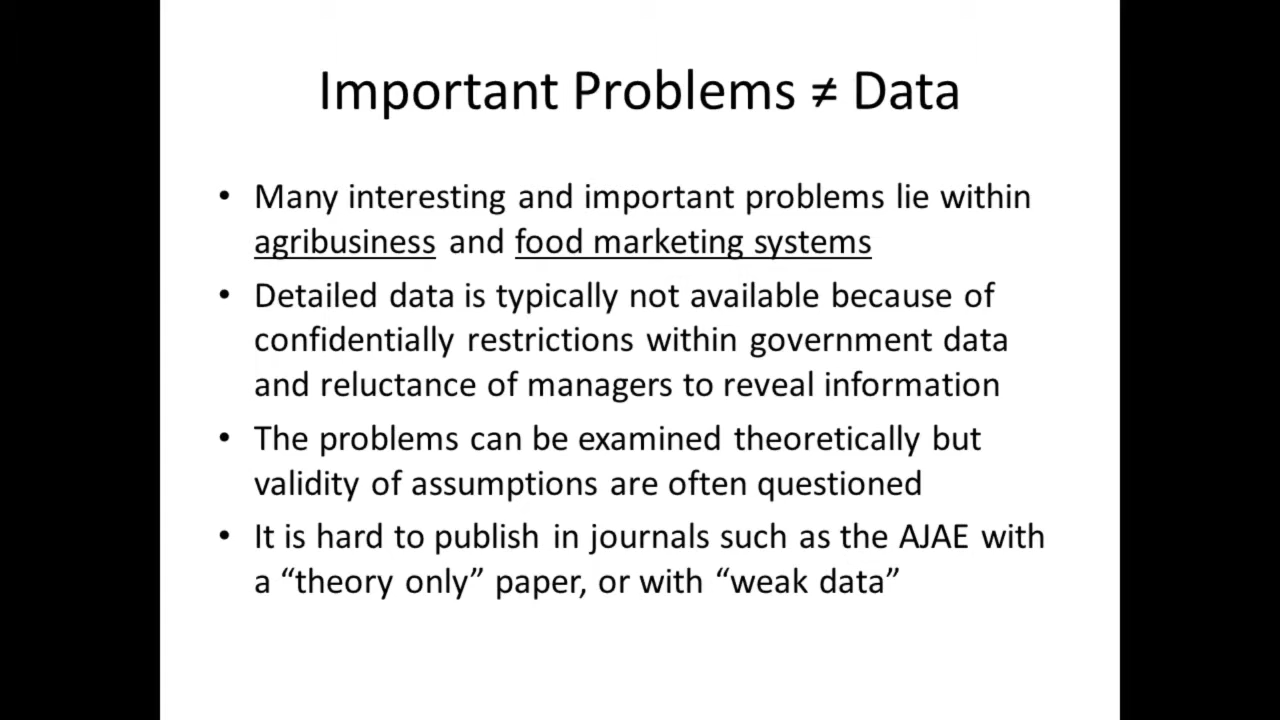 Important Problems ≠ Data
• Many interesting and important problems lie within
agribusiness and food marketing systems
• Detailed data is typically not available because of
confidentially restrictions within government data
and reluctance of managers to reveal information
• The problems can be examined theoretically but
validity of assumptions are often questioned
• It is hard to publish in journals such as the AJAE with
a “theory only” paper, or with “weak data”